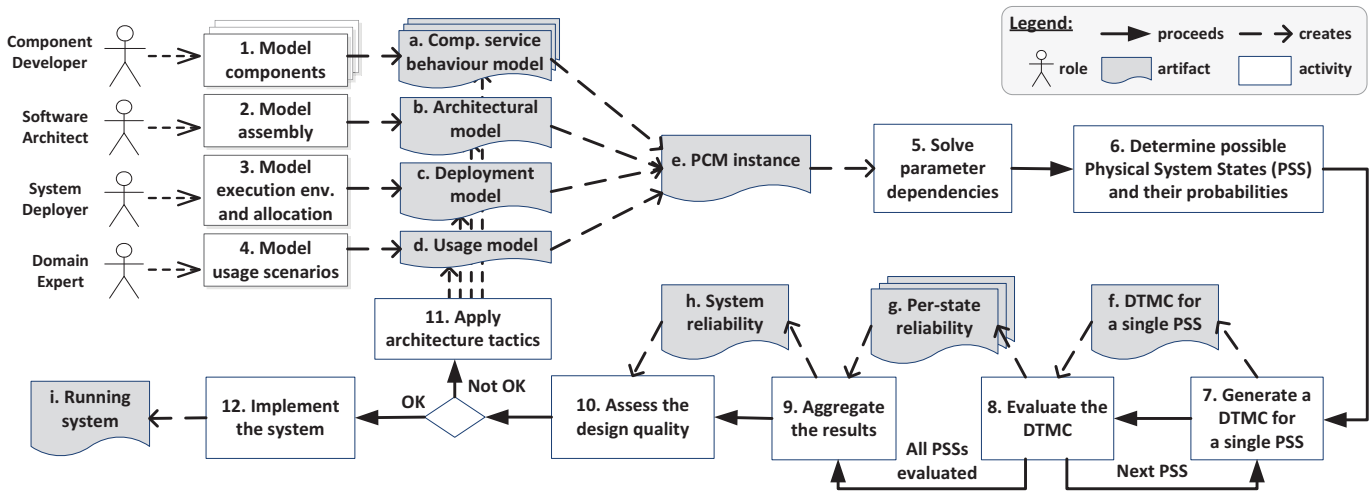 Component
Developer
1. Model
components
a. Comp. service
behaviour model
Legend:
proceeds
creates
role
artifact
activity
Software
Architect
2. Model
assembly
b. Architectural
model
System
Deployer
3. Model
execution env.
and allocation
c. Deployment
model
e. PCM instance
5. Solve
parameter
dependencies
6. Determine possible
Physical System States (PSS)
and their probabilities
Domain
Expert
4. Model
usage scenarios
d. Usage model
11. Apply
architecture tactics
h. System
reliability
g. Per-state
reliability
f. DTMC for
a single PSS
i. Running
system
12. Implement
the system
OK
Not OK
10. Assess the
design quality
9. Aggregate
the results
8. Evaluate the
DTMC
7. Generate a
DTMC for
a single PSS
All PSSs
evaluated
Next PSS